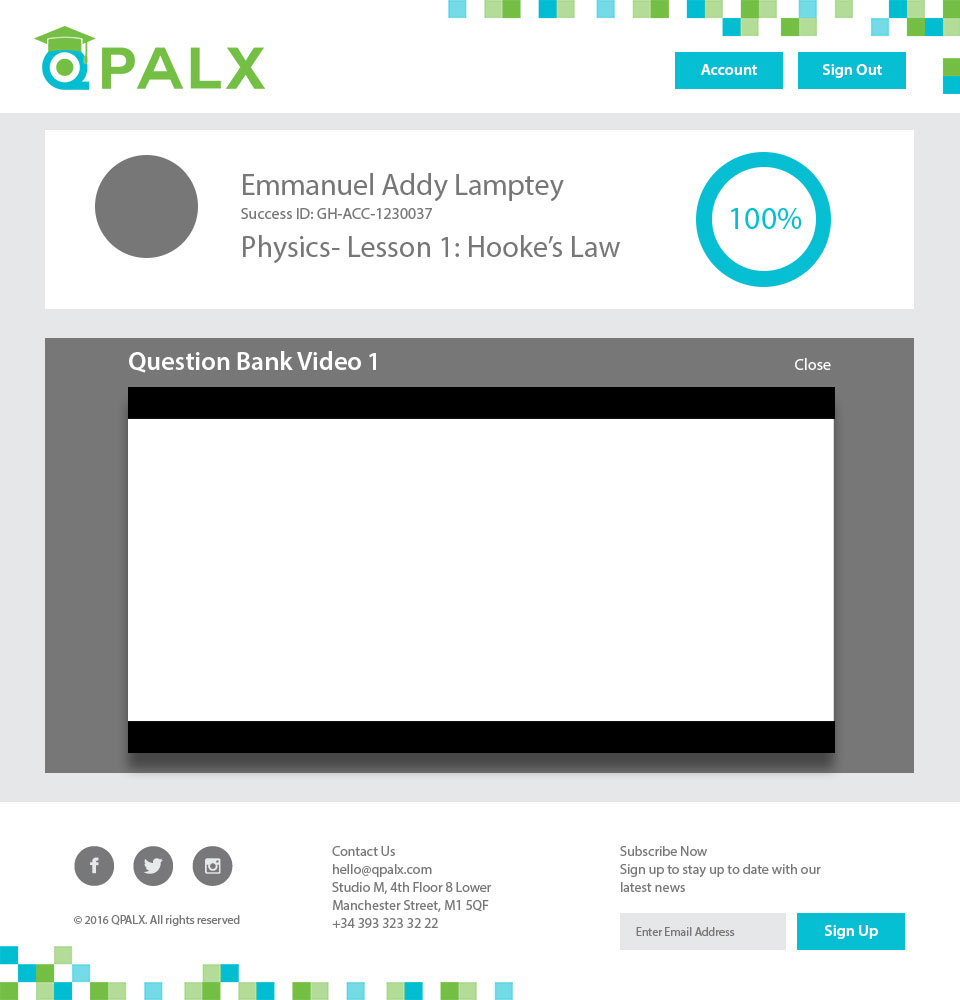 QPALX
Account
Sign Out
Emmanuel Addy Lamptey
Success ID: GH-ACC-1230037
Physics- Lesson 1: Hooke’s Law
100%
Question Bank Video 1
Close
Contact Us
hello@qpalx.com
Studio M, 4th Floor 8 Lower
Manchester Street, M1 5QF
+34 393 323 32 22
Subscribe Now
Sign up to stay up to date with our
latest news
Enter Email Address
Sign Up
© 2016 QPALX. All rights reserved